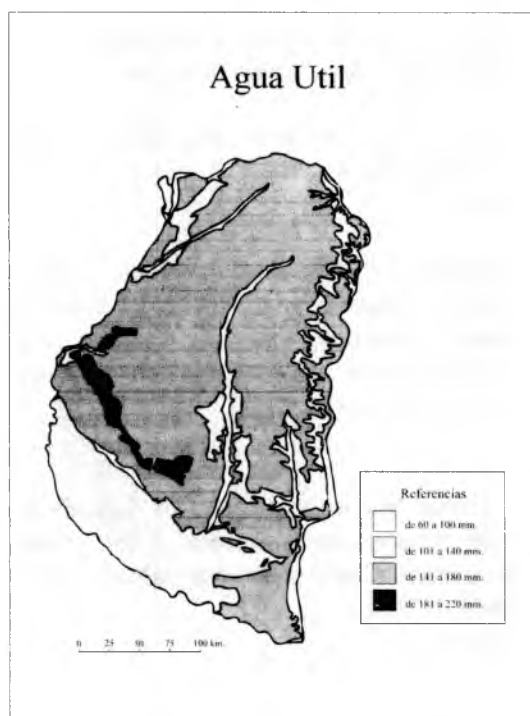 Agua Util
Referencias
de 60 a 100 mm.
de 101 a 140 mm.
de 141 a 180 mm.
de 181 a 220 mm.
0 25 50 75 100 km.